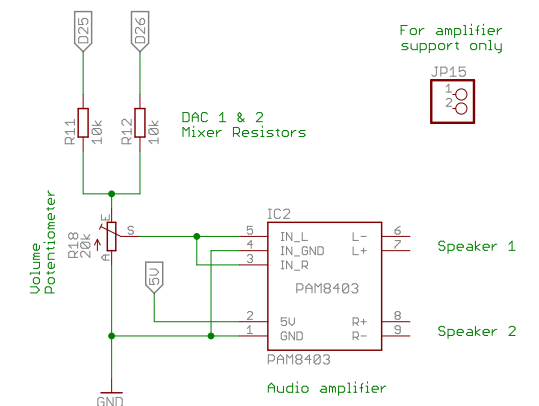 D25
D26
For amplifier
support only
JP15
1
2
R11
10k
R12
10k
DAC 1 & 2
Mixer Resistors
Volume
Potentiometer
R18
20k
E
S
A
IC2
5
IN_L
L-
6
4
IN_GND
L+
7
3
IN_R
Speaker 1
PAM8403
5V
2
5V
R+
8
1
GND
R-
9
Speaker 2
PAM8403
Audio amplifier
GND